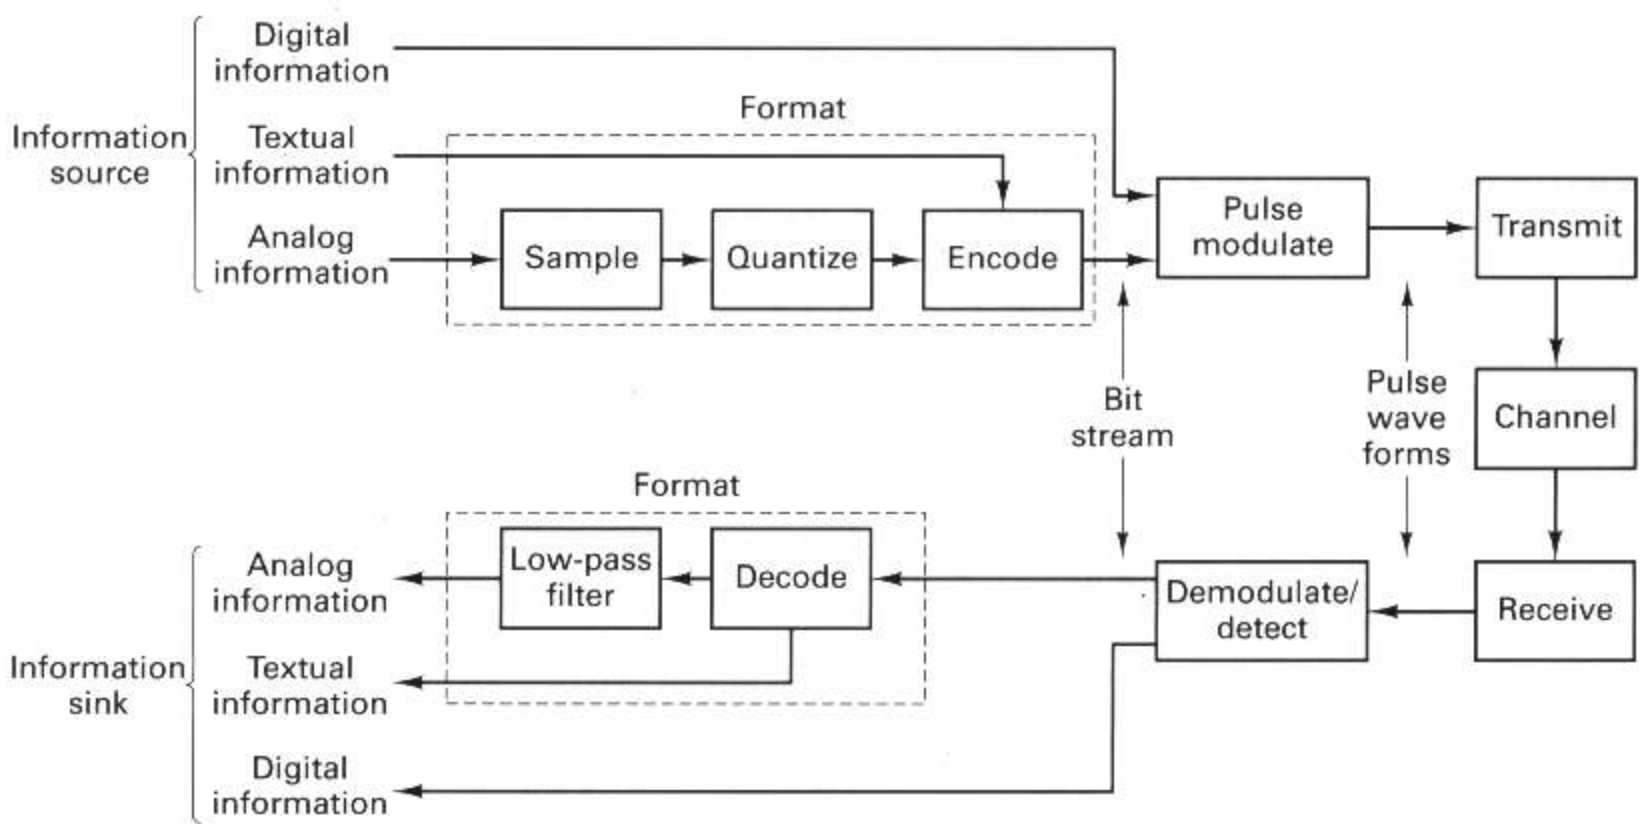 Digital
information
Format
Information
source
Textual
information
Analog
information
Sample
Quantize
Encode
Pulse
modulate
Transmit
Bit
stream
Pulse
wave
forms
Channel
Format
Information
sink
Analog
information
Low-pass
filter
Decode
Demodulate/
detect
Receive
Textual
information
Digital
information